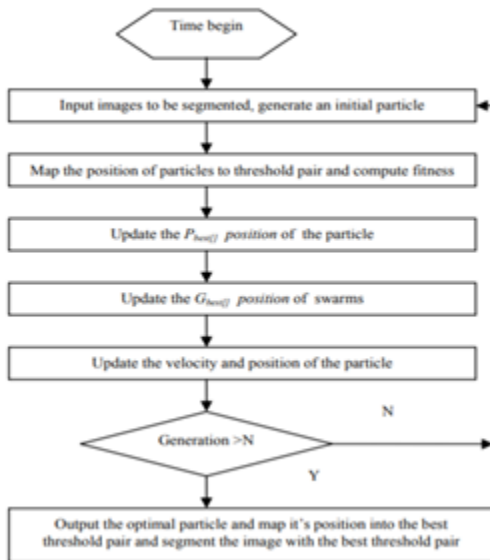 Time begin
Input images to be segmented, generate an initial particle
Map the position of particles to threshold pair and compute fitness
Update the P position of the particle
Update the G position of swarms
Update the velocity and position of the particle
N
Generation >N
Y
Output the optimal particle and map it's position into the best
threshold pair and segment the image with the best threshold pair